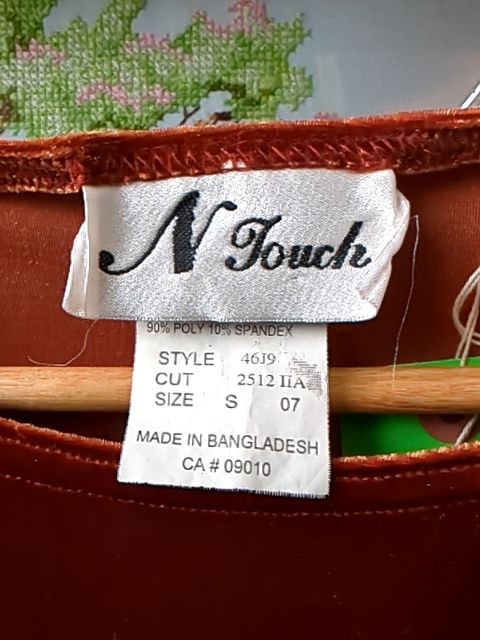 N Touch
90% POLY 10% SPANDEX
STYLE 46J9
CUT 2512 IIA
SIZE S 07
MADE IN BANGLADESH
CA # 09010